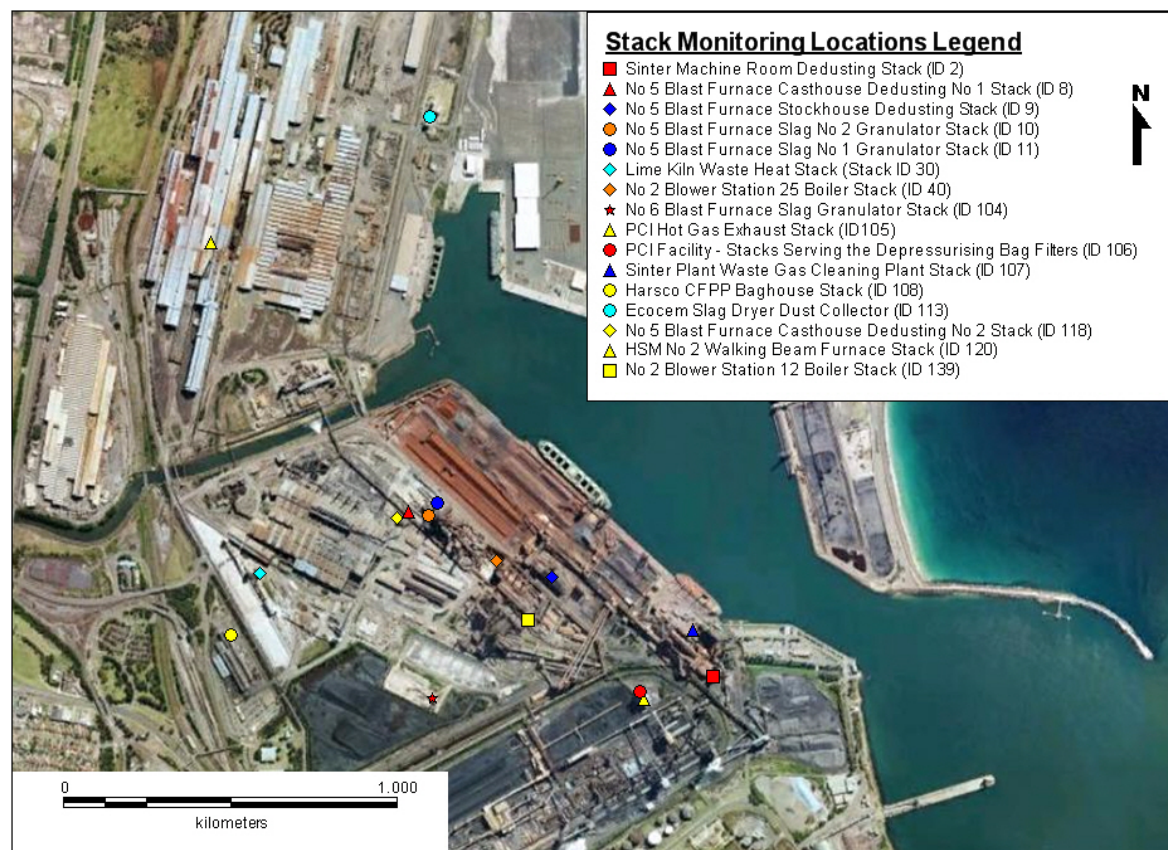 Stack Monitoring Locations Legend
Sinter Machine Room Dedusting Stack (ID 2)
No 5 Blast Furnace Casthouse Dedusting No 1 Stack (ID 8)
No 5 Blast Furnace Stockhouse Dedusting Stack (ID 9)
No 5 Blast Furnace Slag No 2 Granulator Stack (ID 10)
No 5 Blast Furnace Slag No 1 Granulator Stack (ID 11)
Lime Kiln Waste Heat Stack (Stack ID 30)
No 2 Blower Station 25 Boiler Stack (ID 40)
No 6 Blast Furnace Slag Granulator Stack (ID 104)
PCI Hot Gas Exhaust Stack (ID105)
PCI Facility - Stacks Serving the Depressurising Bag Filters (ID 106)
Sinter Plant Waste Gas Cleaning Plant Stack (ID 107)
Harsco CFPP Baghouse Stack (ID 108)
Ecocem Slag Dryer Dust Collector (ID 113)
No 5 Blast Furnace Casthouse Dedusting No 2 Stack (ID 118)
HSM No 2 Walking Beam Furnace Stack (ID 120)
No 2 Blower Station 12 Boiler Stack (ID 139)
N
0 1.000
kilometers